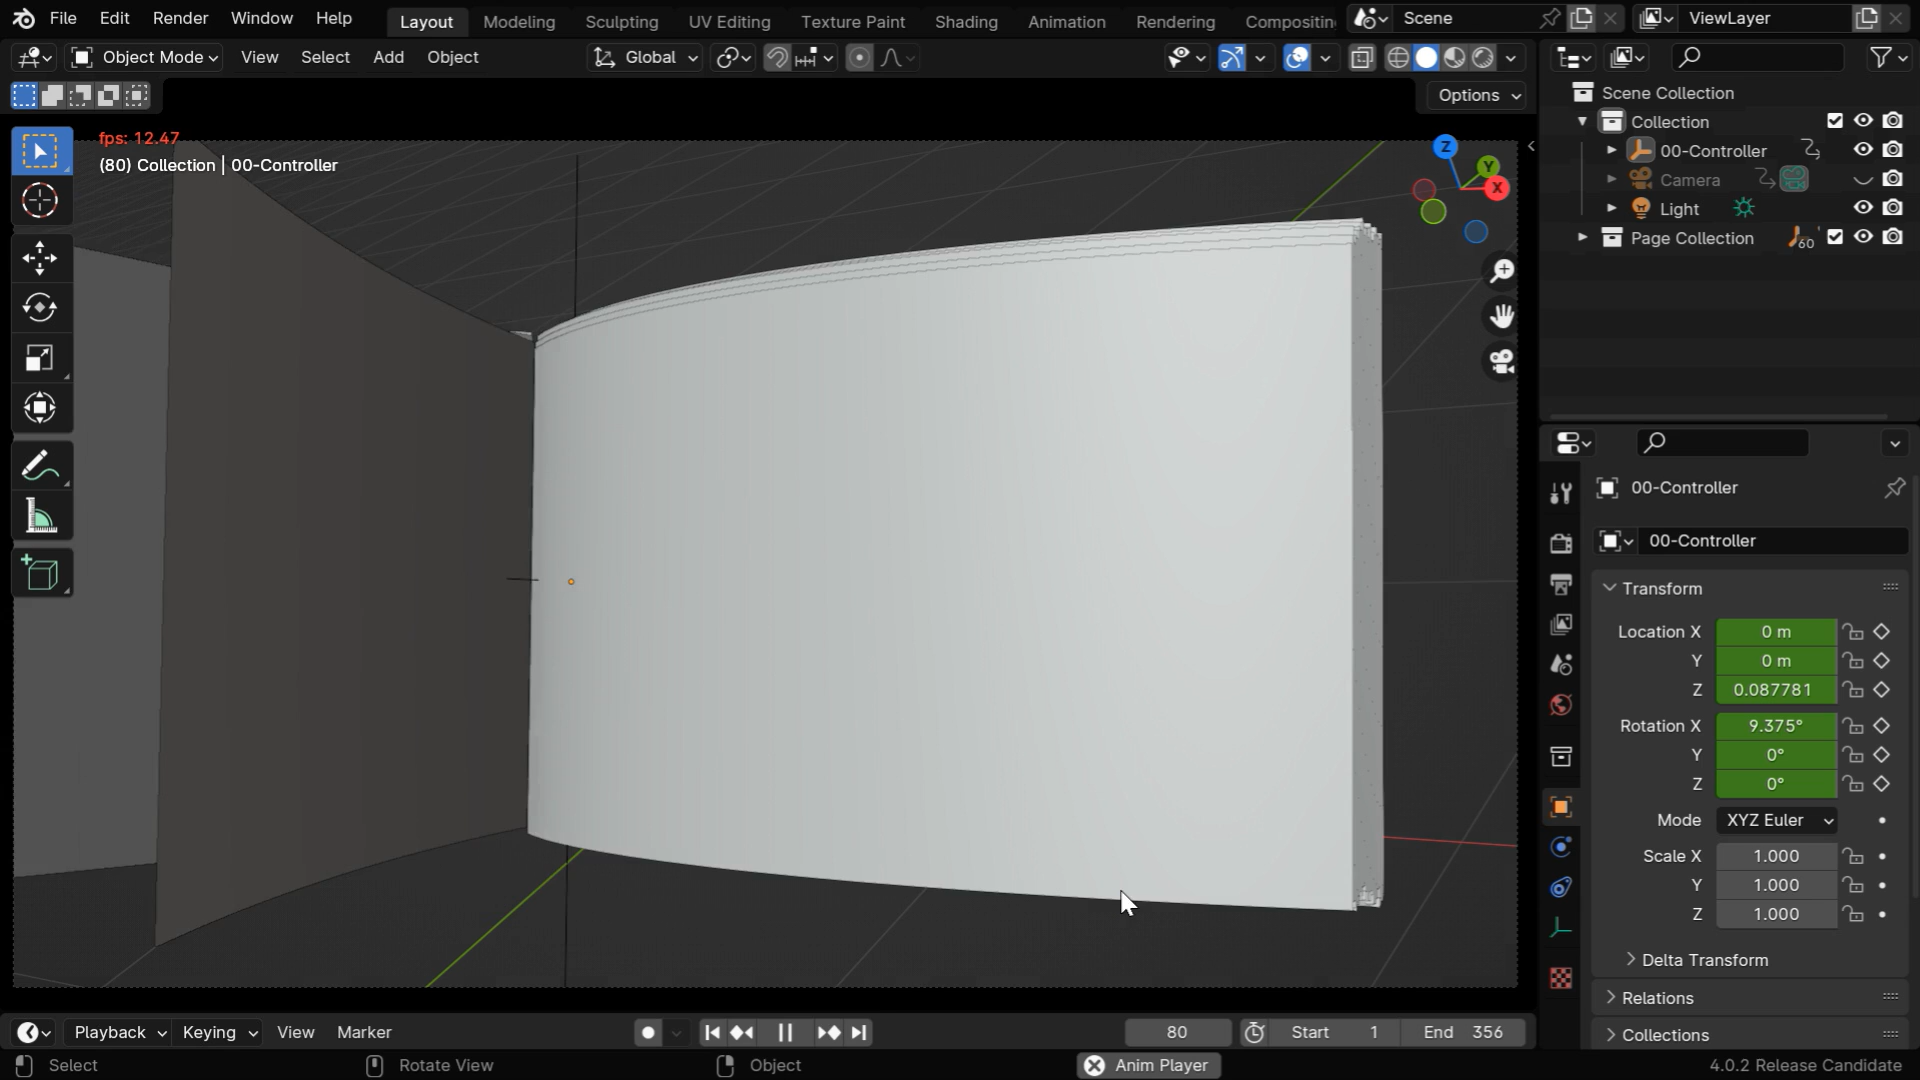 File Edit Render Window Help
Layout Modeling Sculpting UV Editing Texture Paint Shading Animation Rendering Compositin
Scene
ViewLayer
Object Mode View Select Add Object
Global
Options
fps: 12.47
(80) Collection | 00-Controller
Z
Y
X
Scene Collection
Collection
00-Controller
Camera
Light
Page Collection
60
00-Controller
00-Controller
Transform
Location X 0 m
Y 0 m
Z 0.087781
Rotation X 9.375°
Y 0°
Z 0°
Mode XYZ Euler
Scale X 1.000
Y 1.000
Z 1.000
Delta Transform
Relations
Collections
Playback Keying View Marker
80
Start 1
End 356
Select
Rotate View
Object
Anim Player
4.0.2 Release Candidate